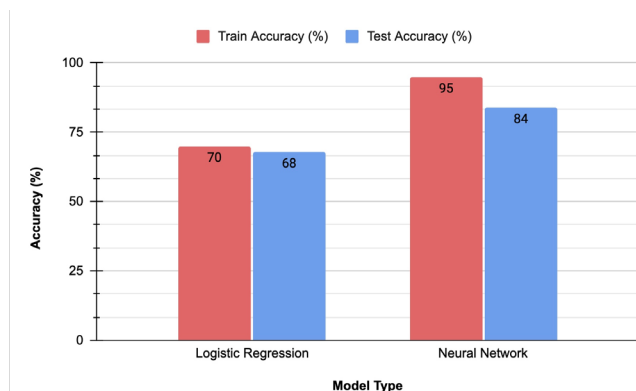 Train Accuracy (%) Test Accuracy (%)
100
75
50
25
0
Accuracy (%)
70
68
95
84
Logistic Regression Neural Network
Model Type